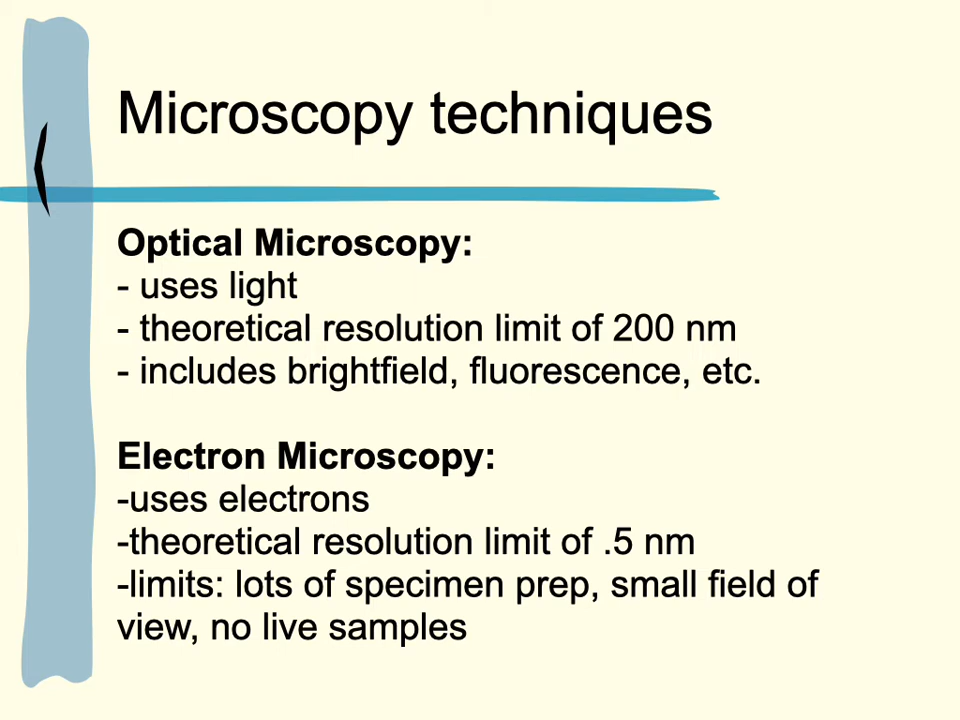 Microscopy techniques
Optical Microscopy:
- uses light
- theoretical resolution limit of 200 nm
- includes brightfield, fluorescence, etc.
Electron Microscopy:
-uses electrons
-theoretical resolution limit of .5 nm
-limits: lots of specimen prep, small field of
view, no live samples